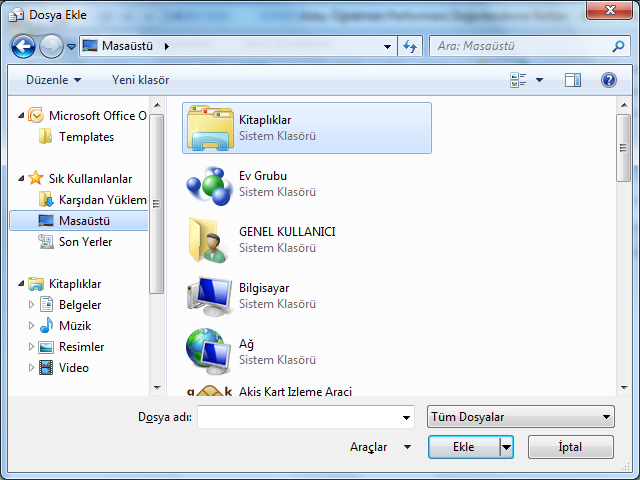 Dosya Ekle
Masaüstü
Ara: Masaüstü
Düzenle
Yeni klasör
Microsoft Office O
Templates
Sık Kullanılanlar
Karşıdan Yüklem
Masaüstü
Son Yerler
Kitaplıklar
Belgeler
Müzik
Resimler
Video
Kitaplıklar
Sistem Klasörü
Ev Grubu
Sistem Klasörü
GENEL KULLANICI
Sistem Klasörü
Bilgisayar
Sistem Klasörü
Ağ
Sistem Klasörü
Akis Kart Izleme Araci
Dosya adı:
Tüm Dosyalar
Araçlar
Ekle
İptal